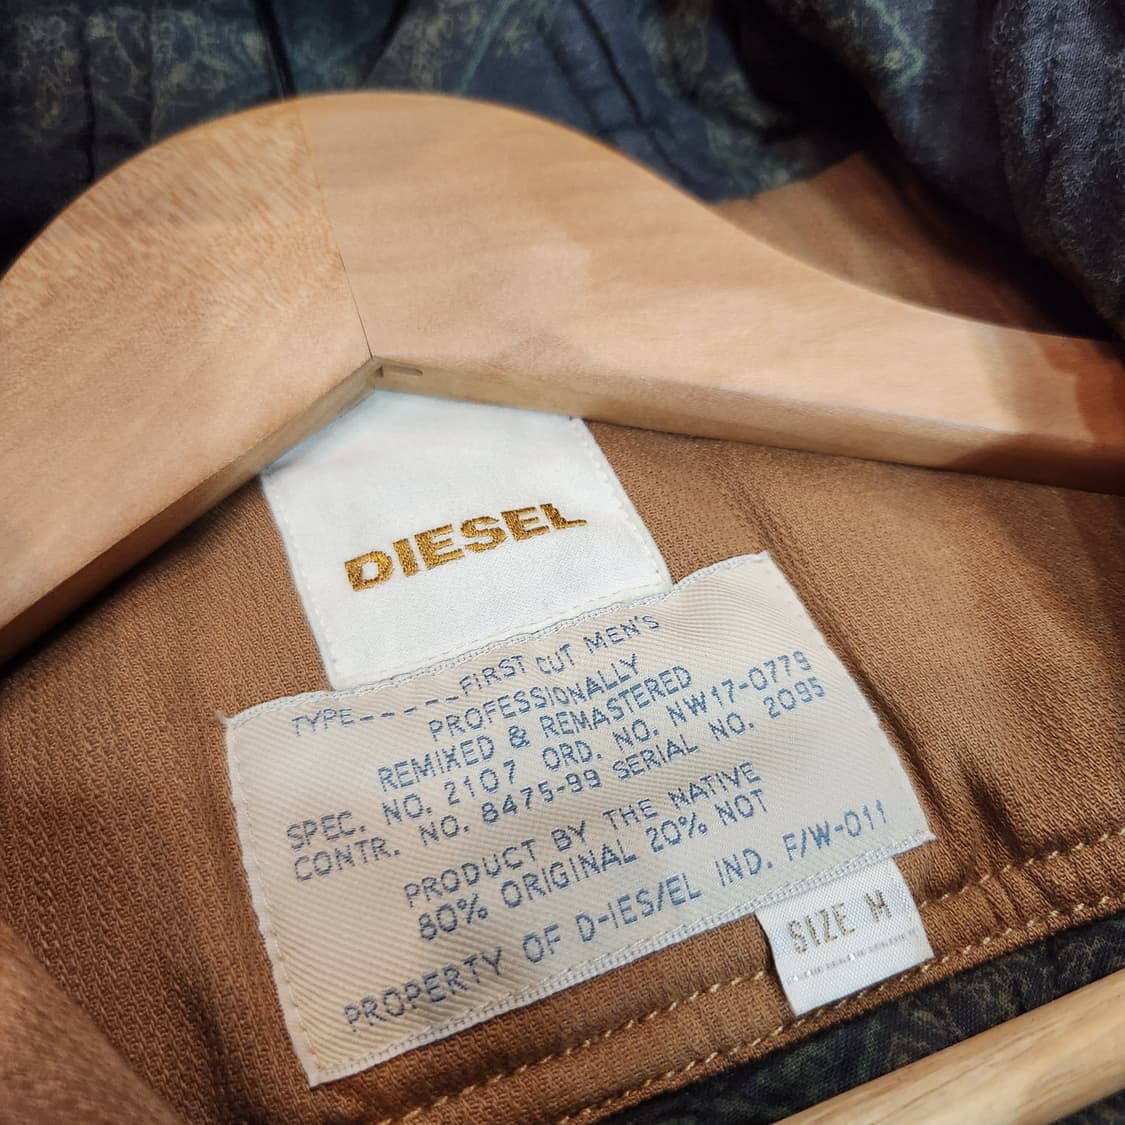 DIESEL
TYPE-----FIRST CUT MEN'S
PROFESSIONALLY
REMIXED & REMASTERED
SPEC. NO. 2107 ORD. NO. NW17-0779
CONTR. NO. 8475-99 SERIAL NO. 2095
PRODUCT BY THE NATIVE
80% ORIGINAL 20% NOT
PROPERTY OF D-IES/EL IND. F/W-011
SIZE M